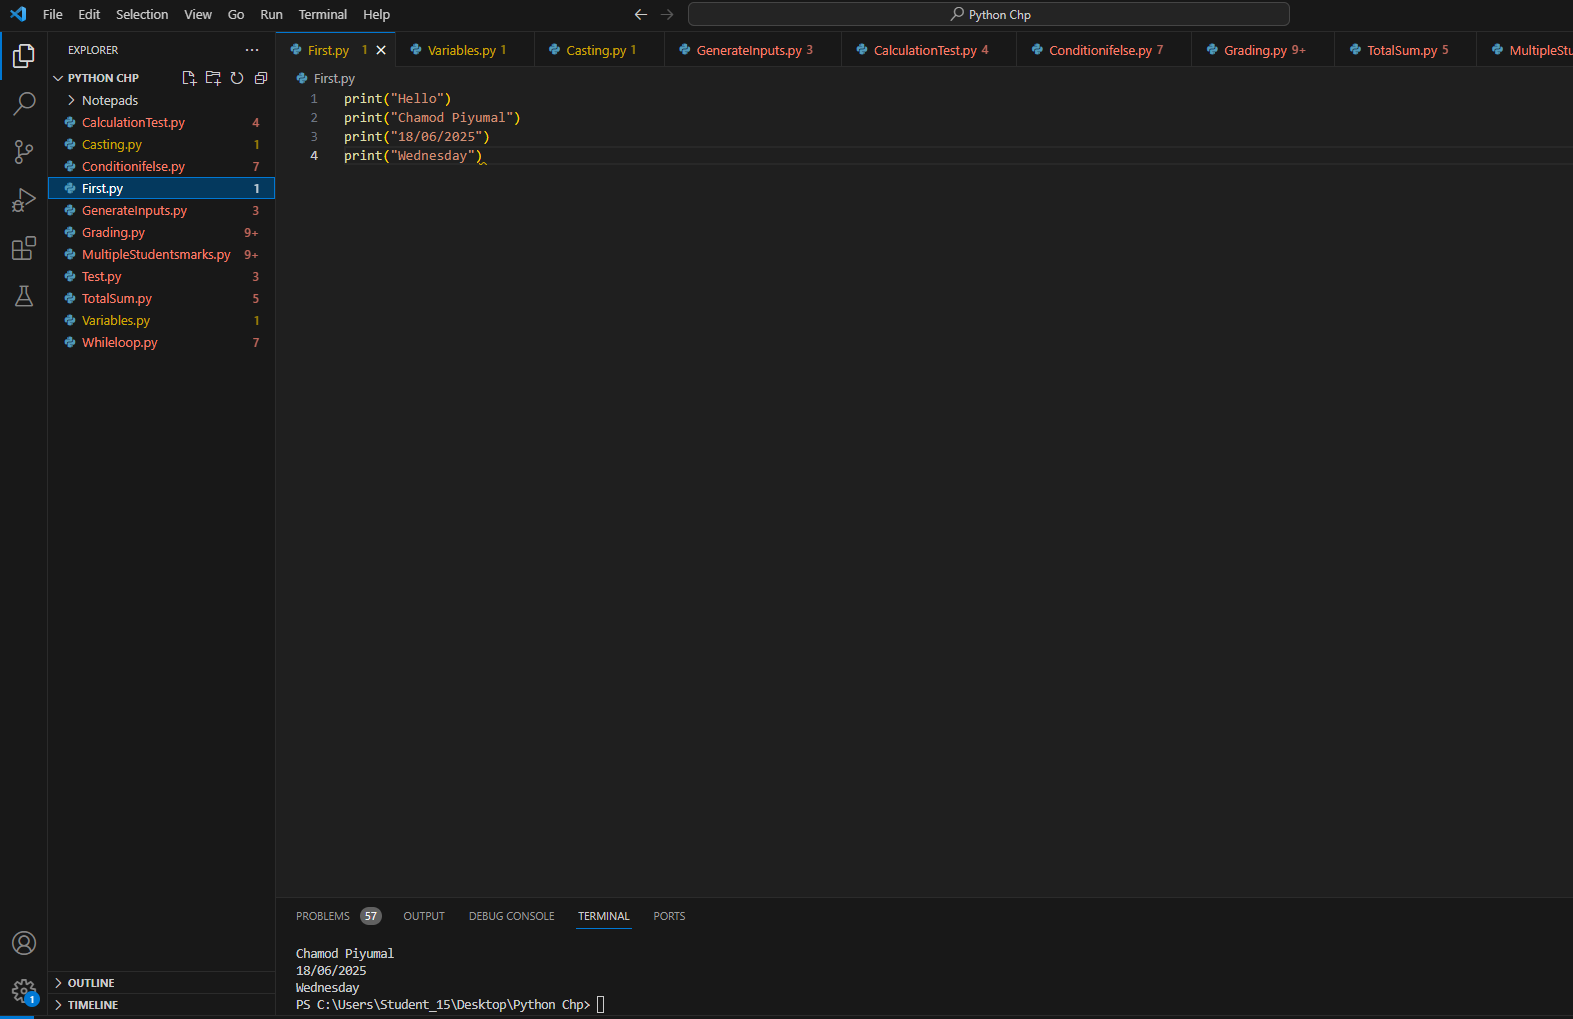 File Edit Selection View Go Run Terminal Help
Python Chp
EXPLORER
PYTHON CHP
Notepads
CalculationTest.py 4
Casting.py 1
Conditionifelse.py 7
First.py 1
GenerateInputs.py 3
Grading.py 9+
MultipleStudentsmarks.py 9+
Test.py 3
TotalSum.py 5
Variables.py 1
Whileloop.py 7
OUTLINE
TIMELINE
1
First.py 1 Variables.py 1 Casting.py 1 GenerateInputs.py 3 CalculationTest.py 4 Conditionifelse.py 7 Grading.py 9+ TotalSum.py 5 MultipleStu
First.py
1 print("Hello")
2 print("Chamod Piyumal")
3 print("18/06/2025")
4 print("Wednesday")
PROBLEMS 57 OUTPUT DEBUG CONSOLE TERMINAL PORTS
Chamod Piyumal
18/06/2025
Wednesday
PS C:\Users\Student_15\Desktop\Python Chp>